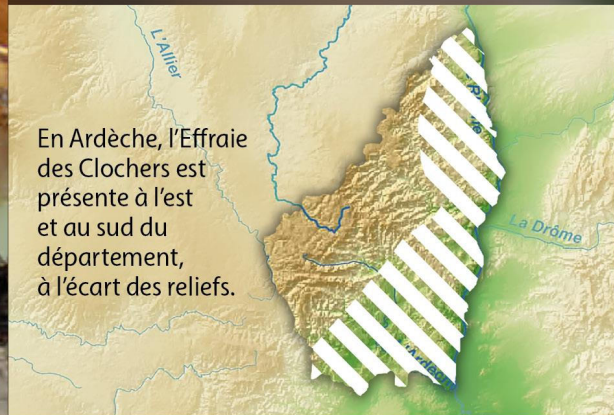 L'Allier
En Ardèche, l'Effraie
des Clochers est
présente à l'est
et au sud du
département,
à l'écart des reliefs.
La Drôme